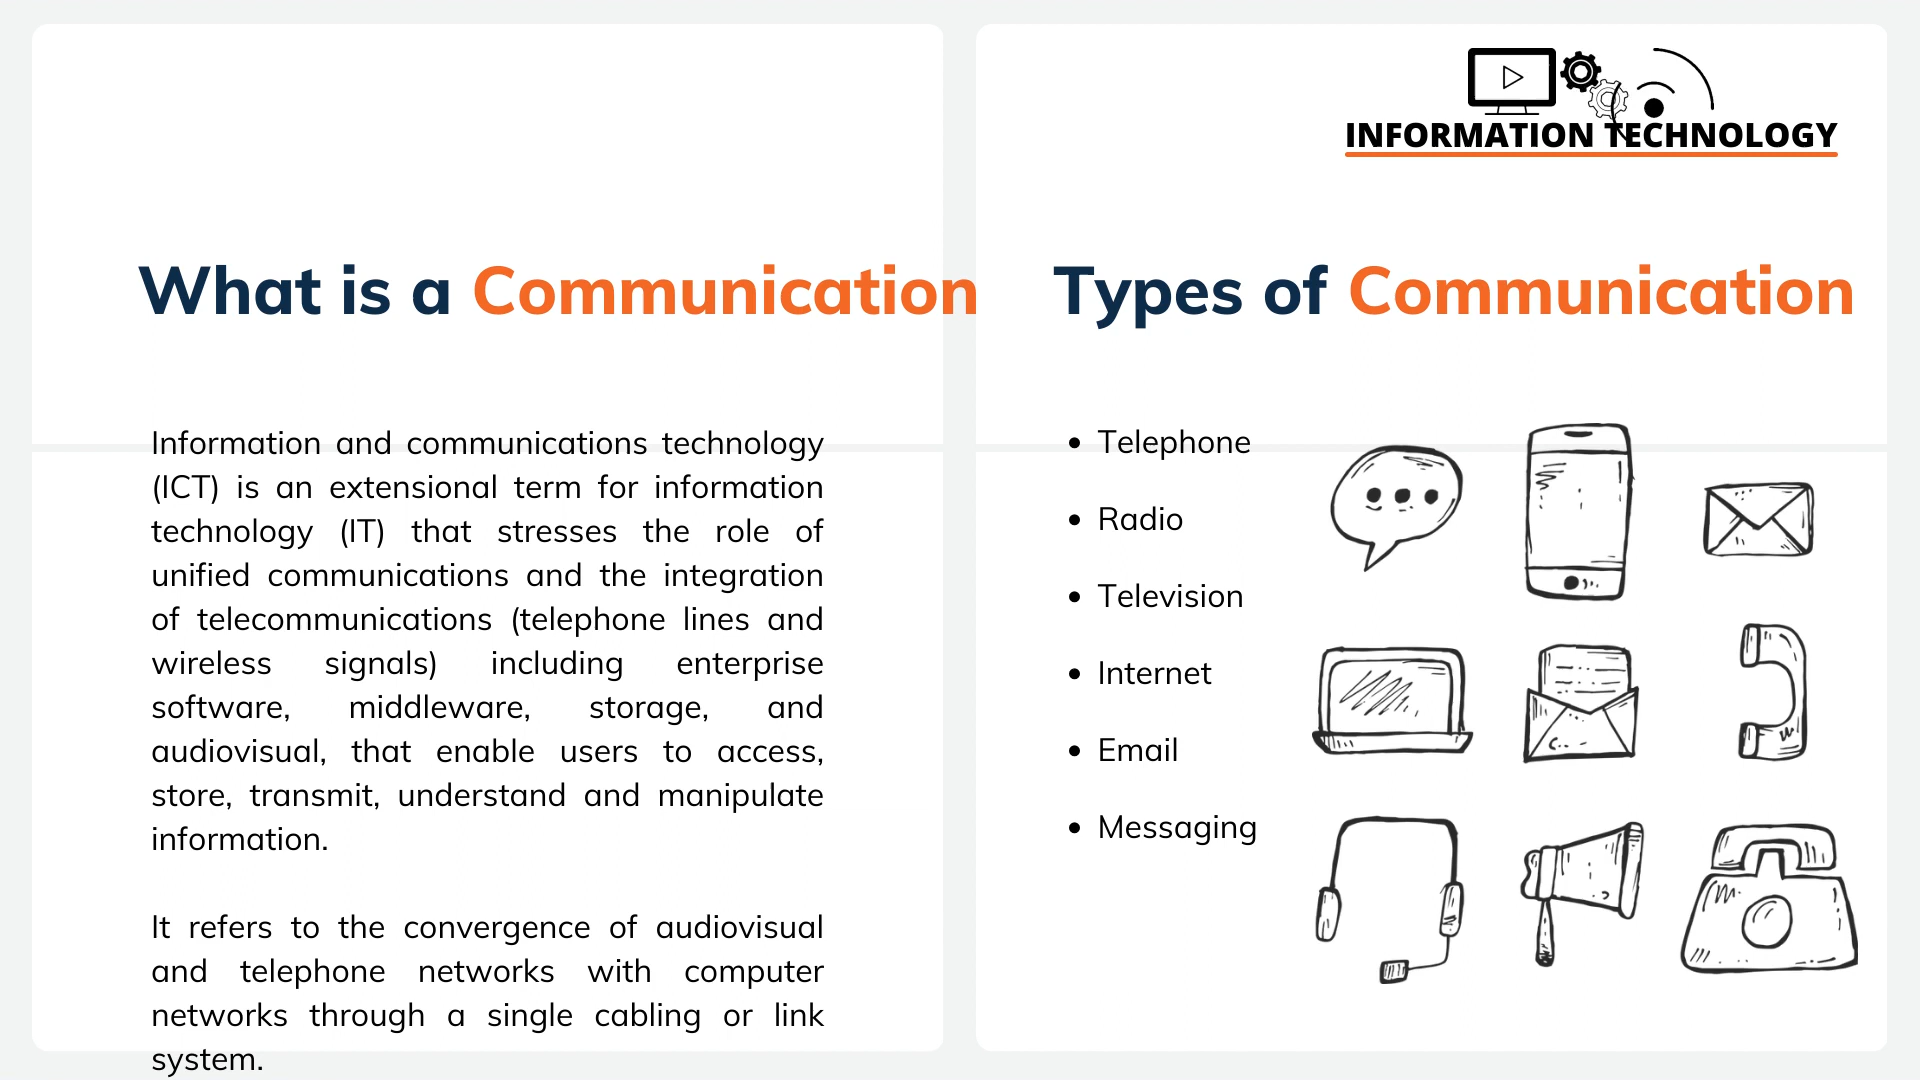 INFORMATION TECHNOLOGY
What is a Communication
Information and communications technology
(ICT) is an extensional term for information
technology (IT) that stresses the role of
unified communications and the integration
of telecommunications (telephone lines and
wireless signals) including enterprise
software, middleware, storage, and
audiovisual, that enable users to access,
store, transmit, understand and manipulate
information.
It refers to the convergence of audiovisual
and telephone networks with computer
networks through a single cabling or link
system.
Types of Communication
• Telephone
• Radio
• Television
• Internet
• Email
• Messaging